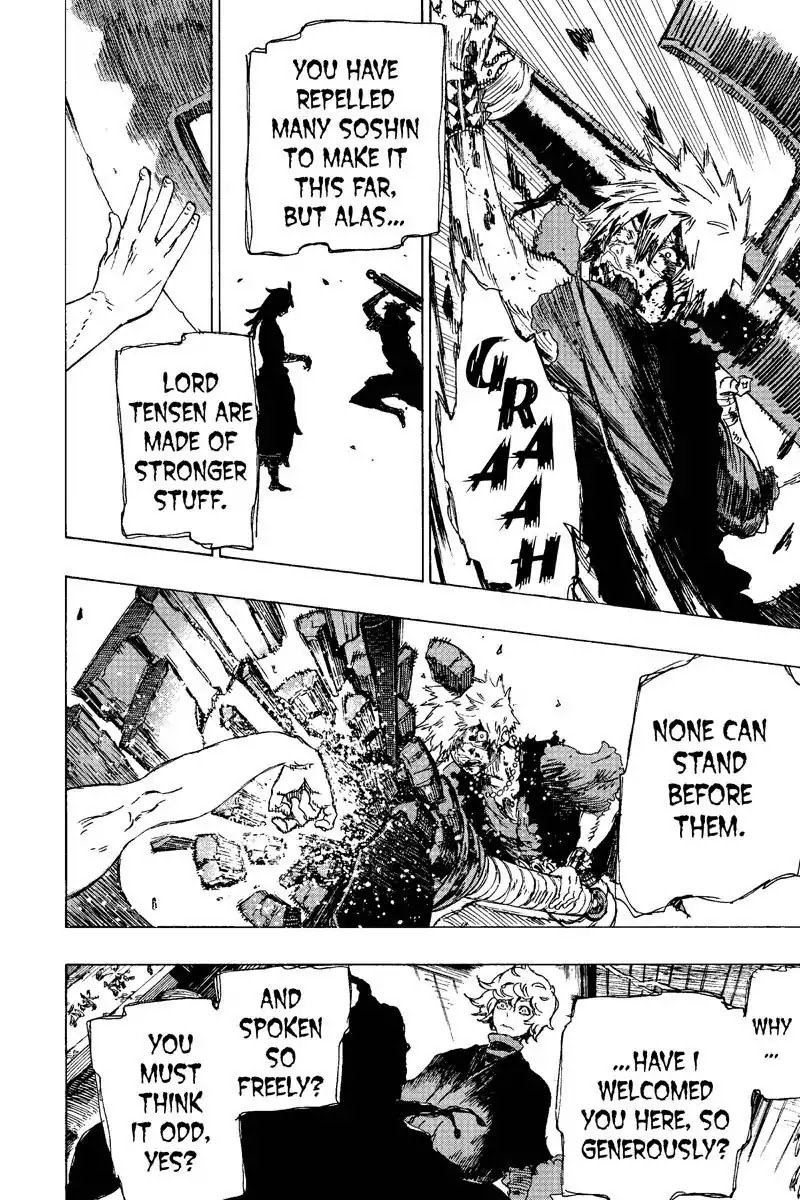 YOU HAVE
REPELLED
MANY SOSHIN
TO MAKE IT
THIS FAR,
BUT ALAS...
GRAAAH
LORD
TENSEN ARE
MADE OF
STRONGER
STUFF.
NONE CAN
STAND
BEFORE
THEM.
WHY
...
...HAVE I
WELCOMED
YOU HERE, SO
GENEROUSLY?
AND
SPOKEN
SO
FREELY?
YOU
MUST
THINK
IT ODD,
YES?